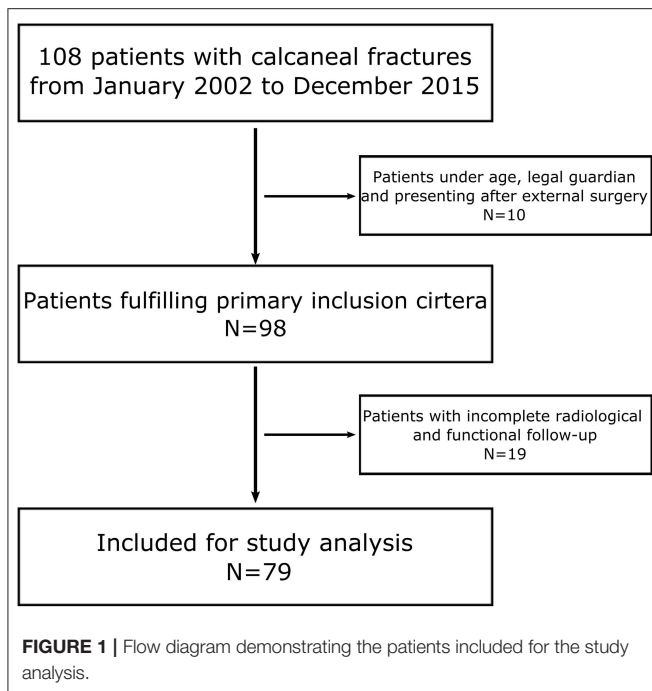 108 patients with calcaneal fractures
from January 2002 to December 2015
Patients under age, legal guardian
and presenting after external surgery
N=10
Patients fulfilling primary inclusion cirtera
N=98
Patients with incomplete radiological
and functional follow-up
N=19
Included for study analysis
N=79
FIGURE 1 | Flow diagram demonstrating the patients included for the study
analysis.